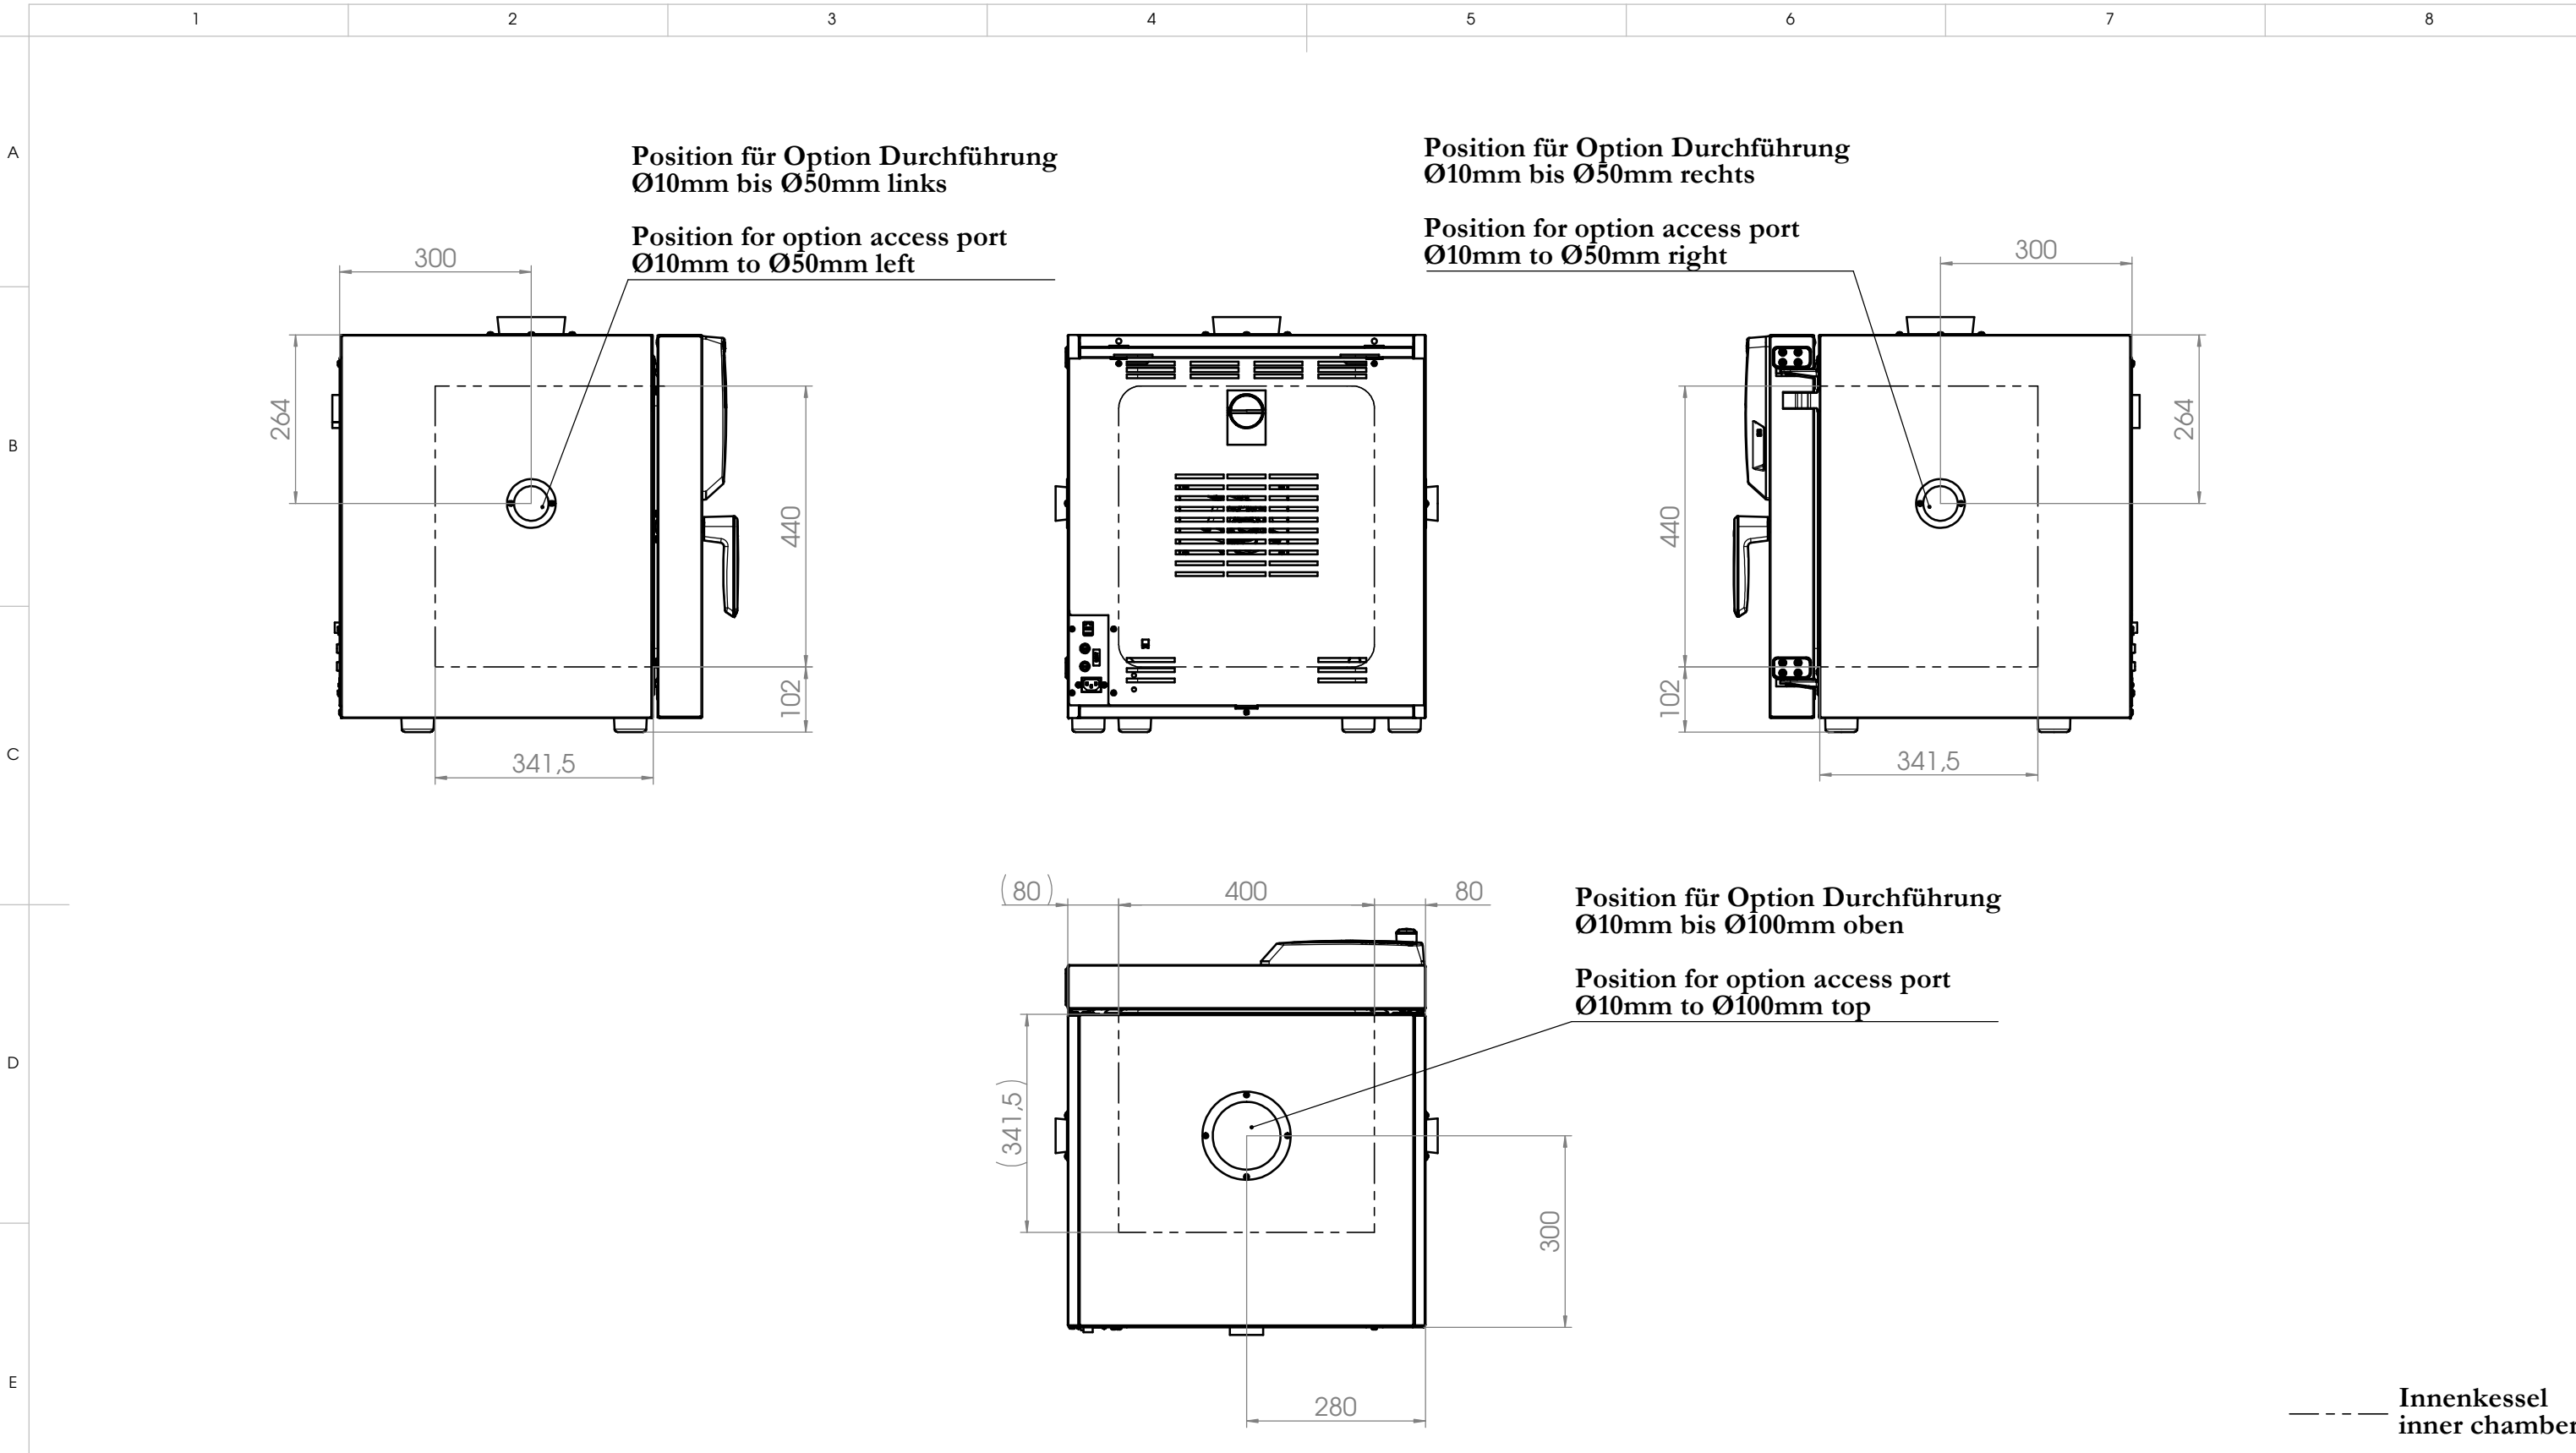 1 2 3 4 5 6 7 8
A
B
C
D
E
Position für Option Durchführung
Ø10mm bis Ø50mm links
Position for option access port
Ø10mm to Ø50mm left
Position für Option Durchführung
Ø10mm bis Ø50mm rechts
Position for option access port
Ø10mm to Ø50mm right
300
264
440
102
341,5
300
264
440
102
341,5
(80) 400 80
Position für Option Durchführung
Ø10mm bis Ø100mm oben
Position for option access port
Ø10mm to Ø100mm top
(341,5)
300
280
Innenkessel
inner chamber